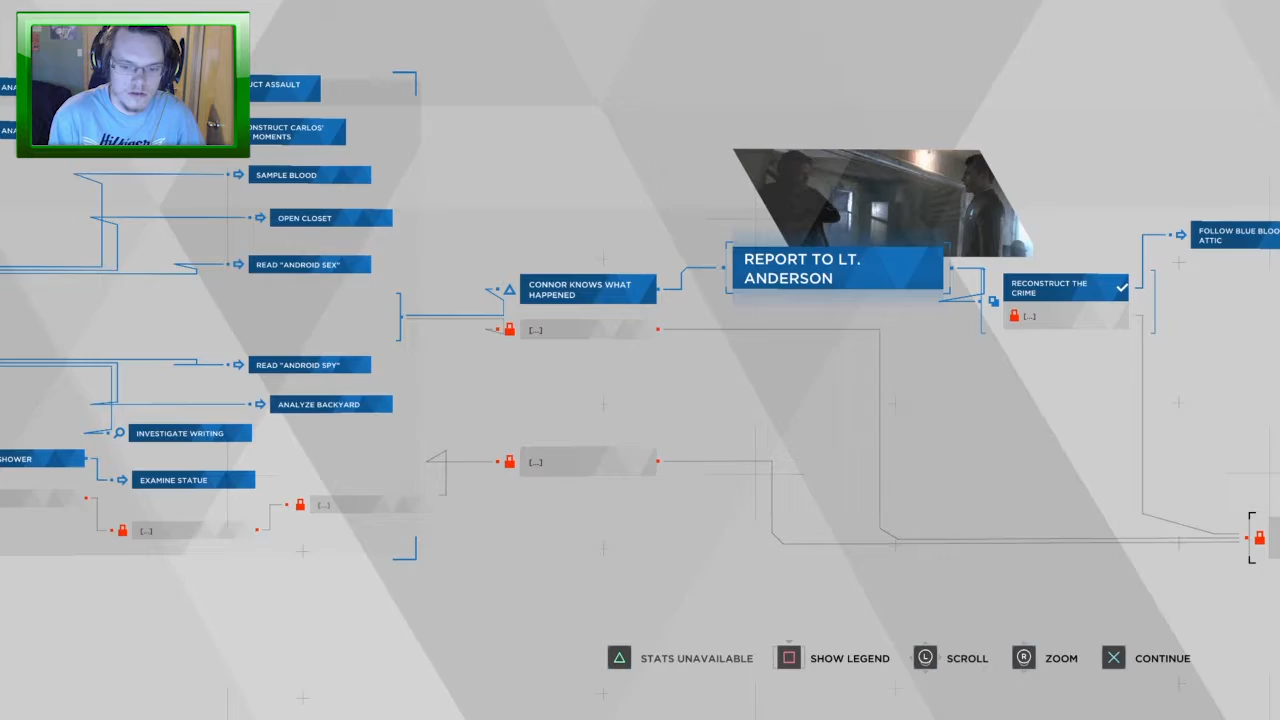 ANA
UCT ASSAULT
ANA
ONSTRUCT CARLOS'
MOMENTS
SAMPLE BLOOD
OPEN CLOSET
READ "ANDROID SEX"
CONNOR KNOWS WHAT
HAPPENED
[...]
REPORT TO LT.
ANDERSON
RECONSTRUCT THE
CRIME
[...]
FOLLOW BLUE BLOO
ATTIC
READ "ANDROID SPY"
ANALYZE BACKYARD
INVESTIGATE WRITING
SHOWER
EXAMINE STATUE
[...]
[...]
[...]
STATS UNAVAILABLE
SHOW LEGEND
L
SCROLL
R
ZOOM
CONTINUE